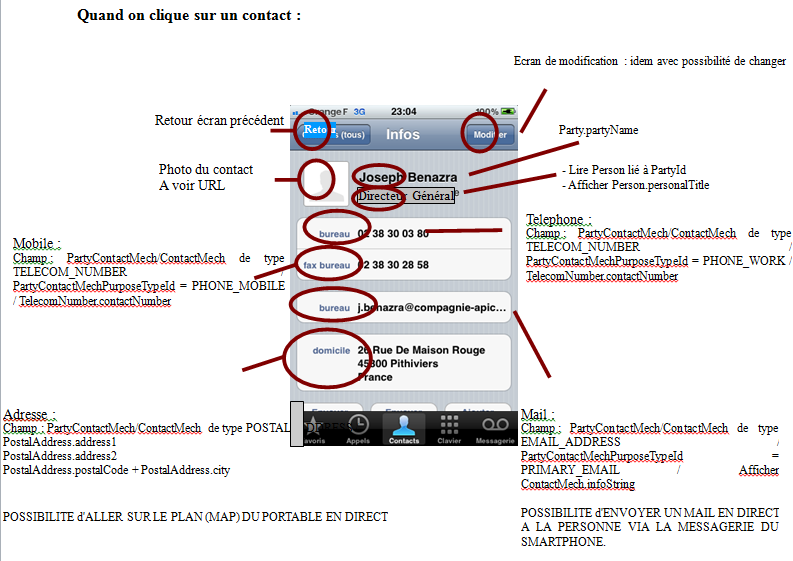 Quand on clique sur un contact :
Ecran de modification : idem avec possibilité de changer
Retour écran précédent
Photo du contact
A voir URL
Party.partyName
- Lire Person lié à PartyId
- Afficher Person.personalTitle
Orange F 3G 23:04 100%
Retour
(tous)
Infos
Modifier
Joseph Benazra
Directeur Général
bureau 02 38 30 03 80
fax bureau 02 38 30 28 58
bureau j.benazra@compagnie-apic...
domicile 26 Rue De Maison Rouge
45300 Pithiviers
France
Favoris Appels Contacts Clavier Messagerie
Mobile :
Champ : PartyContactMech/ContactMech de type
TELECOM_NUMBER /
PartyContactMechPurposeTypeId = PHONE_MOBILE
/ TelecomNumber.contactNumber
Telephone :
Champ : PartyContactMech/ContactMech de type
TELECOM_NUMBER /
PartyContactMechPurposeTypeId = PHONE_WORK /
TelecomNumber.contactNumber
Adresse :
Champ : PartyContactMech/ContactMech de type POSTAL_ADDRESS
PostalAddress.address1
PostalAddress.address2
PostalAddress.postalCode + PostalAddress.city
POSSIBILITE d'ALLER SUR LE PLAN (MAP) DU PORTABLE EN DIRECT
Mail :
Champ : PartyContactMech/ContactMech de type
EMAIL_ADDRESS /
PartyContactMechPurposeTypeId =
PRIMARY_EMAIL / Afficher
ContactMech.infoString
POSSIBILITE d'ENVOYER UN MAIL EN DIRECT
A LA PERSONNE VIA LA MESSAGERIE DU
SMARTPHONE.